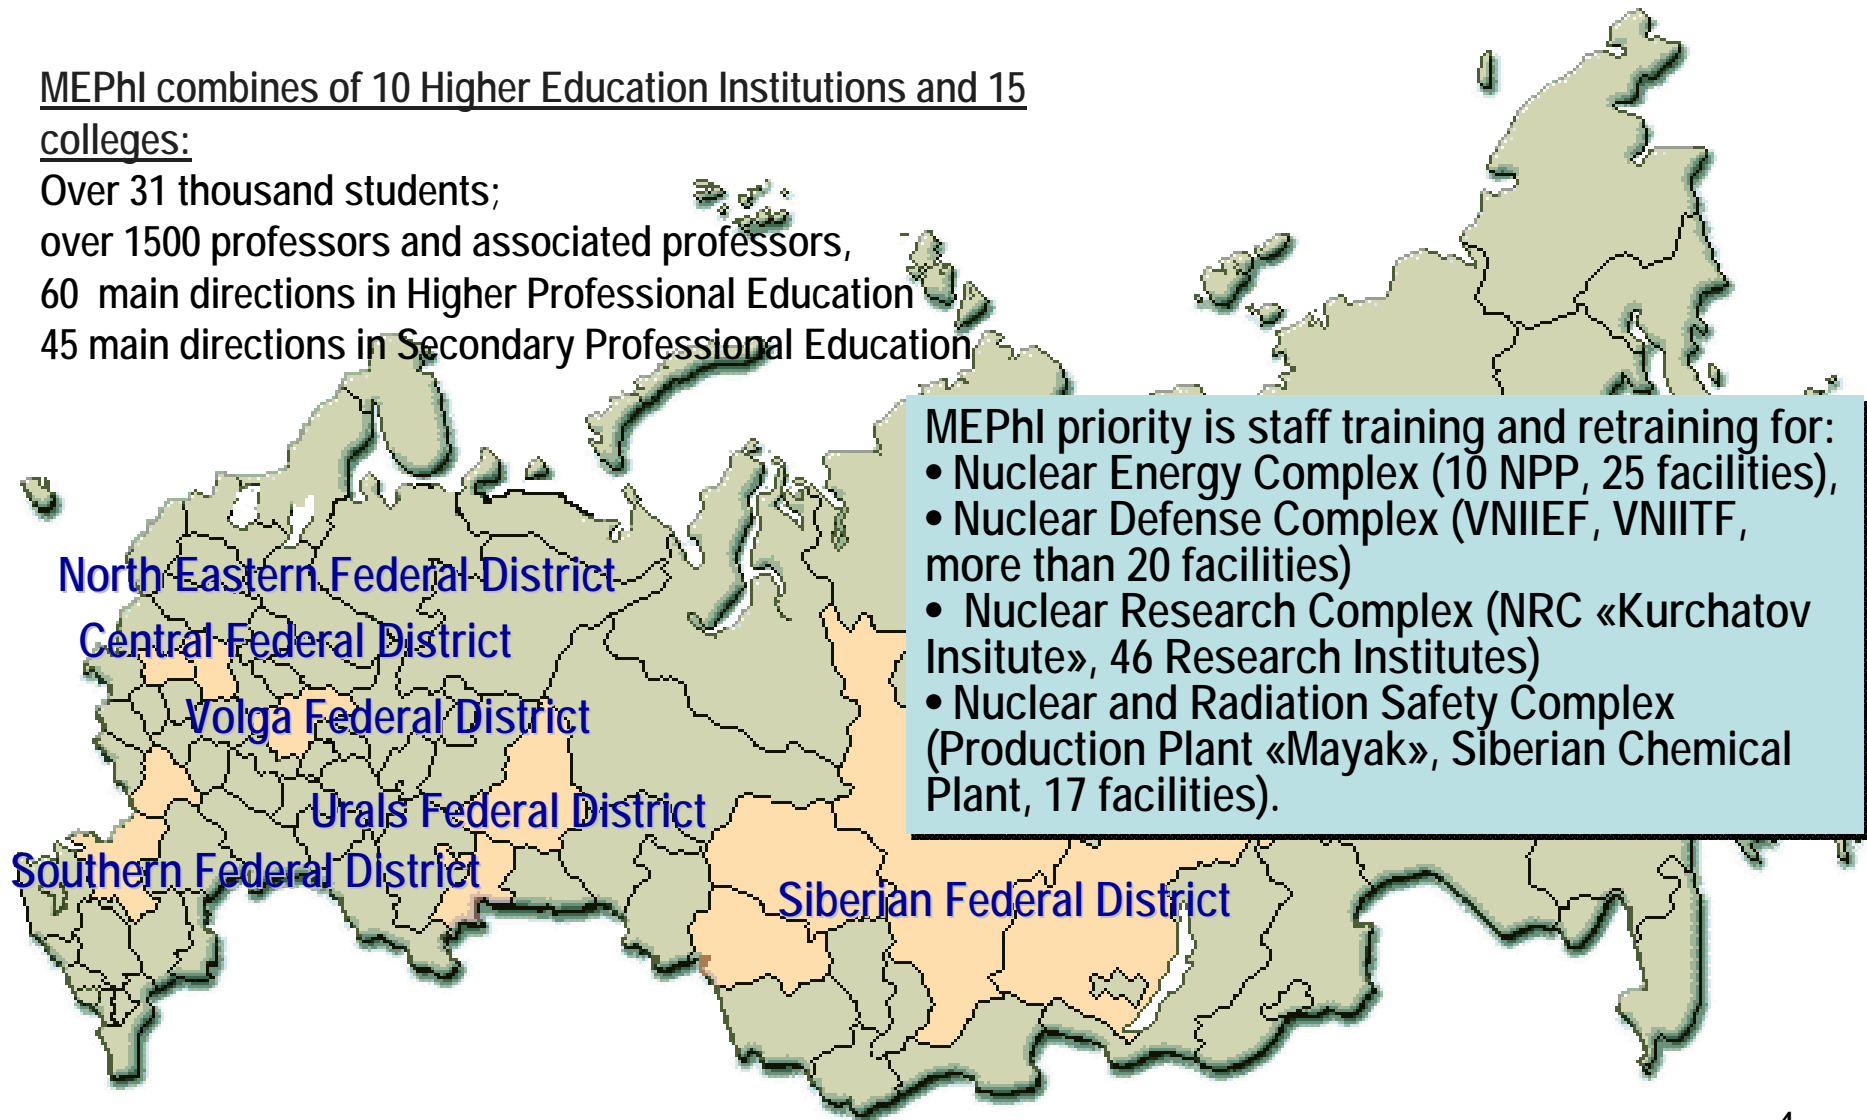 MEPhI combines of 10 Higher Education Institutions and 15
colleges:
Over 31 thousand students;
over 1500 professors and associated professors,
60 main directions in Higher Professional Education
45 main directions in Secondary Professional Education
MEPhI priority is staff training and retraining for:
• Nuclear Energy Complex (10 NPP, 25 facilities),
• Nuclear Defense Complex (VNIIEF, VNIITF,
more than 20 facilities)
• Nuclear Research Complex (NRC «Kurchatov
Insitute», 46 Research Institutes)
• Nuclear and Radiation Safety Complex
(Production Plant «Mayak», Siberian Chemical
Plant, 17 facilities).
North Eastern Federal District
Central Federal District
Volga Federal District
Urals Federal District
Southern Federal District
Siberian Federal District